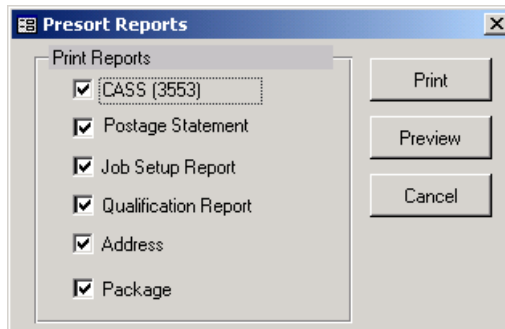 Presort Reports
Print Reports
CASS (3553)
Postage Statement
Job Setup Report
Qualification Report
Address
Package
Print
Preview
Cancel